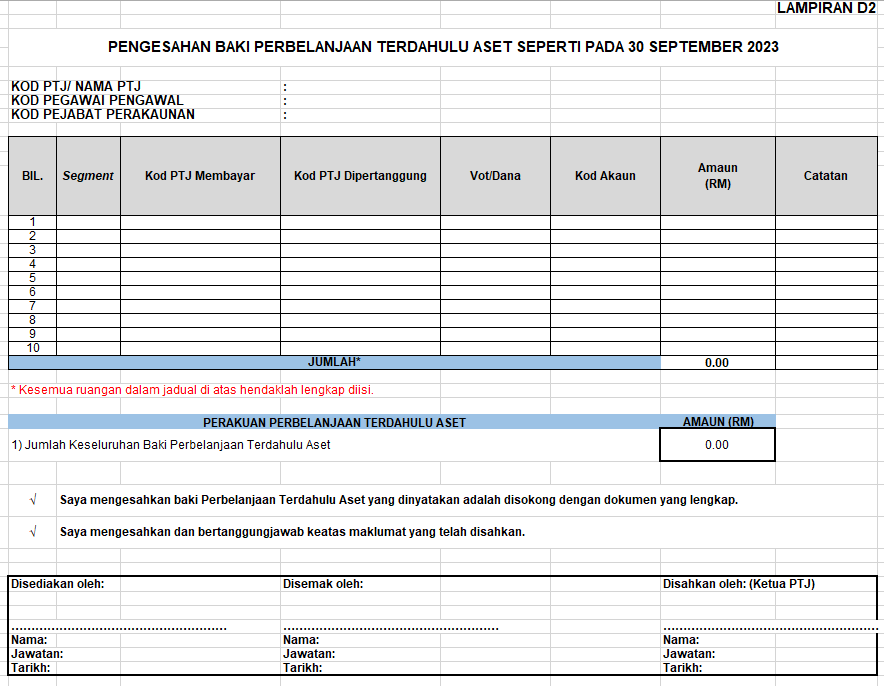 LAMPIRAN D2
PENGESAHAN BAKI PERBELANJAAN TERDAHULU ASET SEPERTI PADA 30 SEPTEMBER 2023
KOD PTJ/ NAMA PTJ :
KOD PEGAWAI PENGAWAL :
KOD PEJABAT PERAKAUNAN :
BIL. Segment Kod PTJ Membayar Kod PTJ Dipertanggung Vot/Dana Kod Akaun Amaun (RM) Catatan
1
2
3
4
5
6
7
8
9
10
JUMLAH* 0.00
* Kesemua ruangan dalam jadual di atas hendaklah lengkap diisi.
PERAKUAN PERBELANJAAN TERDAHULU ASET AMAUN (RM)
1) Jumlah Keseluruhan Baki Perbelanjaan Terdahulu Aset 0.00
√ Saya mengesahkan baki Perbelanjaan Terdahulu Aset yang dinyatakan adalah disokong dengan dokumen yang lengkap.
√ Saya mengesahkan dan bertanggungjawab keatas maklumat yang telah disahkan.
Disediakan oleh: Disemak oleh: Disahkan oleh: (Ketua PTJ)
...................................................... ...................................................... ......................................................
Nama: Nama: Nama:
Jawatan: Jawatan: Jawatan:
Tarikh: Tarikh: Tarikh: